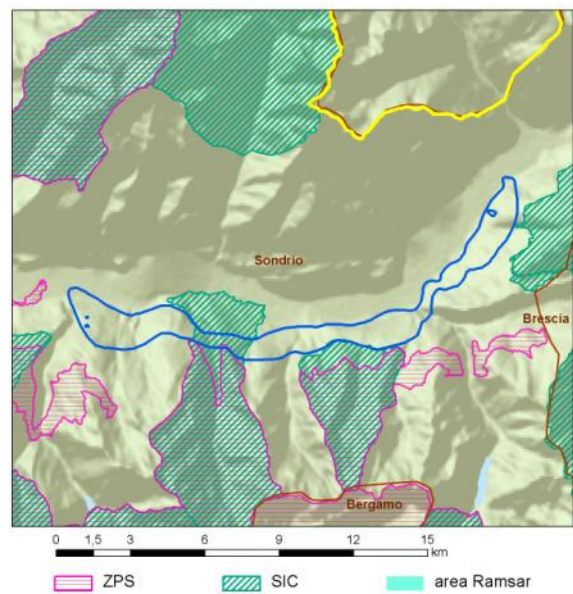 Sondrio
Brescia
Bergamo
0 1,5 3 6 9 12 15
km
ZPS SIC area Ramsar